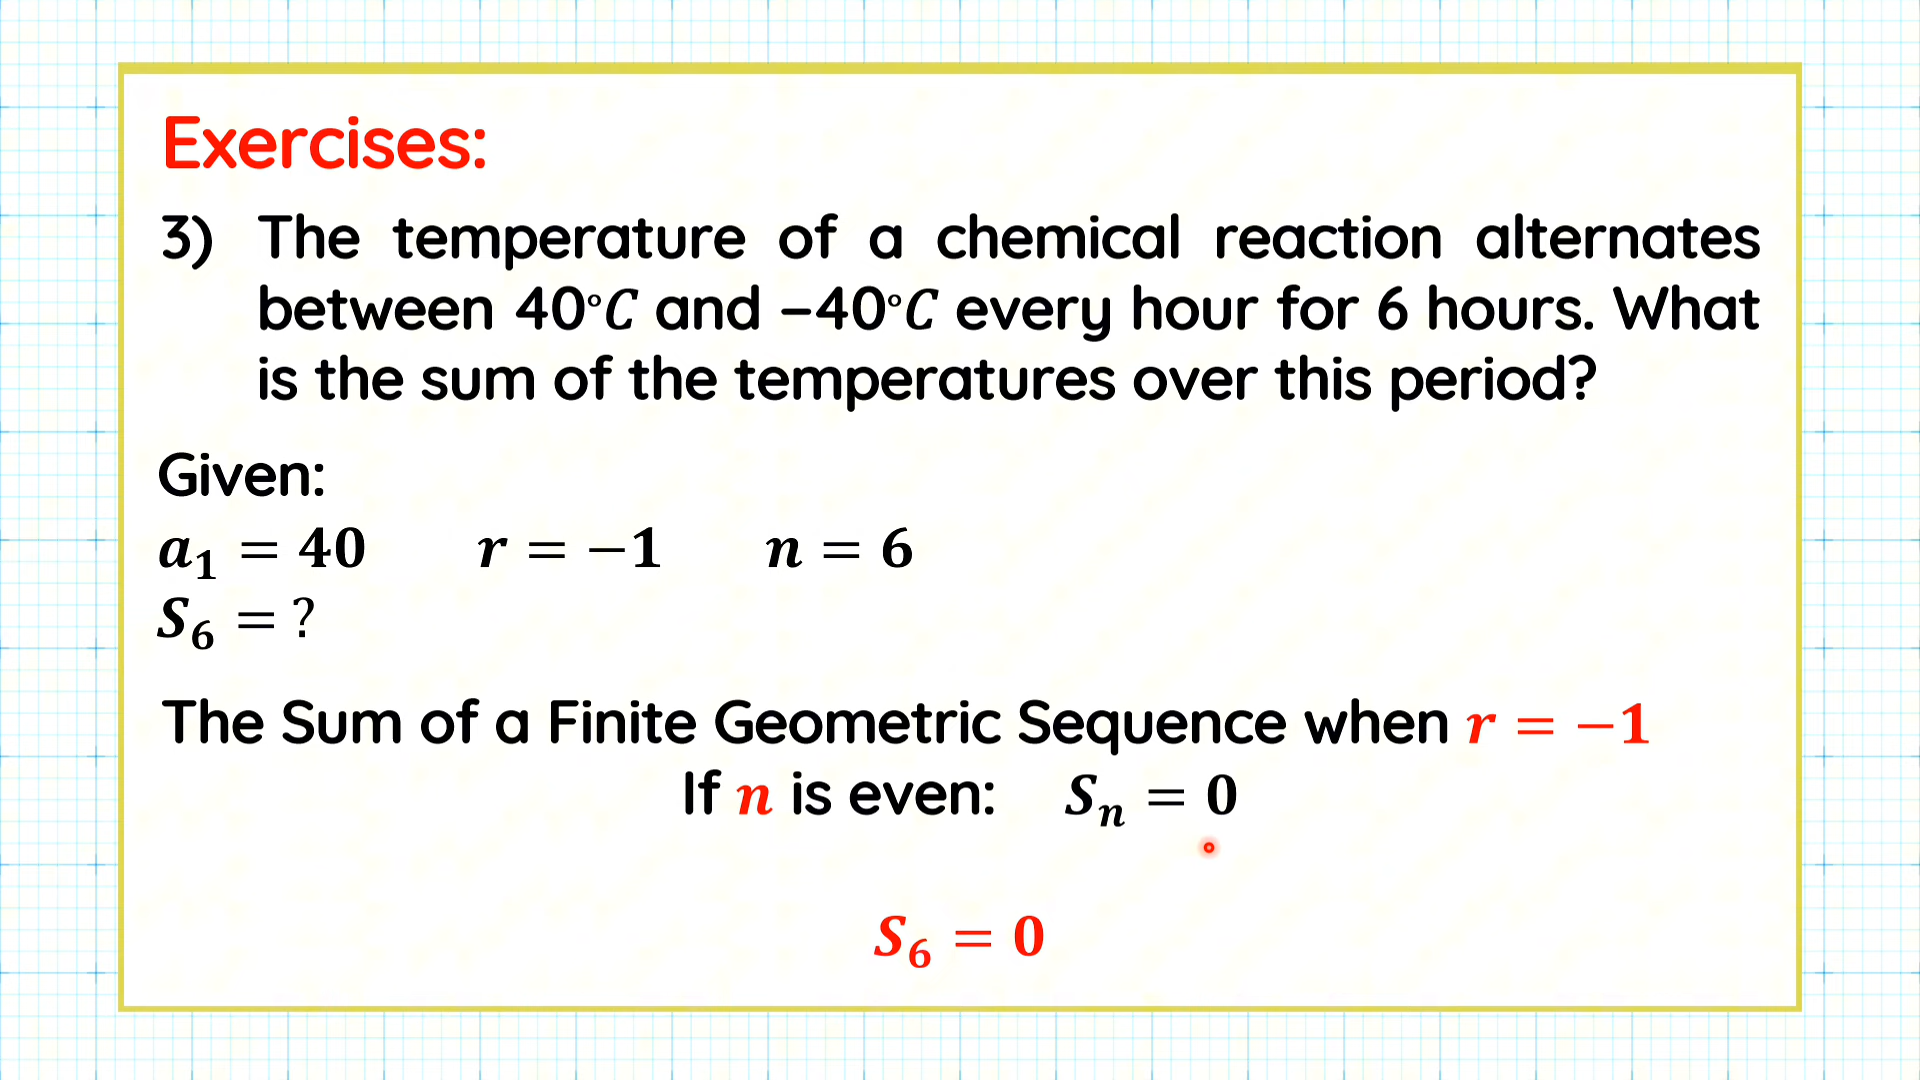 Exercises:
3) The temperature of a chemical reaction alternates
between 40°C and –40°C every hour for 6 hours. What
is the sum of the temperatures over this period?
Given:
a₁ = 40 r = −1 n = 6
S₆ = ?
The Sum of a Finite Geometric Sequence when r = −1
If n is even: Sₙ = 0
S₆ = 0